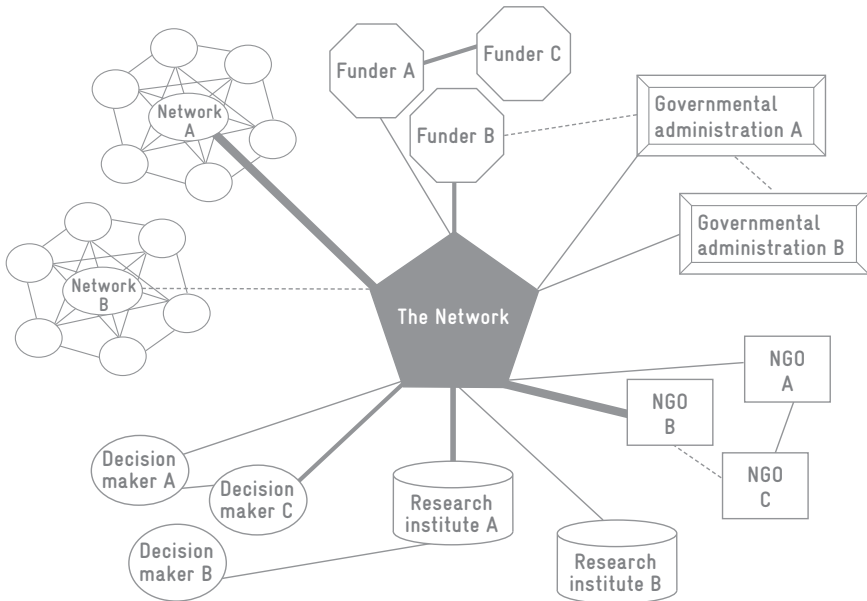 Funder A
Funder C
Network
A
Funder B
Governmental
administration A
Governmental
administration B
Network
B
The Network
NGO
A
NGO
B
NGO
C
Decision
maker A
Decision
maker C
Research
institute A
Decision
maker B
Research
institute B